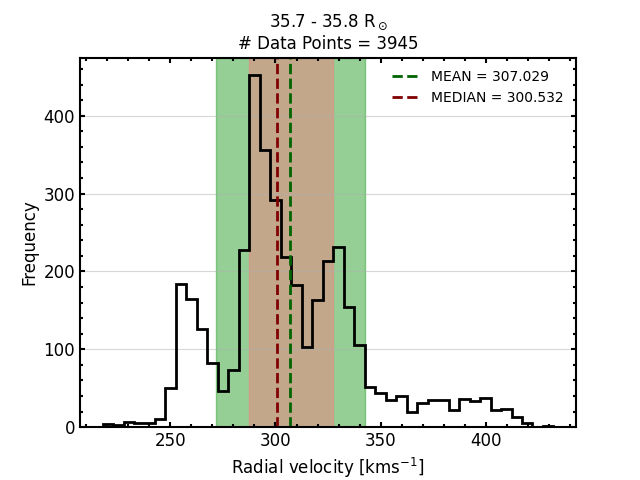 35.7 - 35.8 R⊙
# Data Points = 3945
MEAN = 307.029
MEDIAN = 300.532
Frequency
400
300
200
100
0
250
300
350
400
Radial velocity [kms⁻¹]